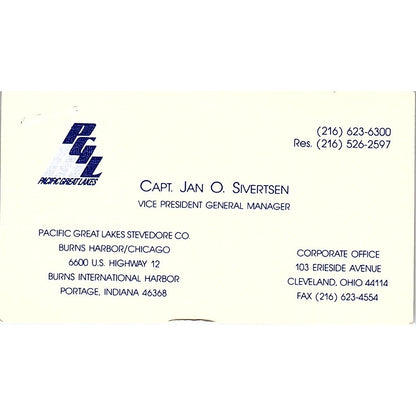 PGL
PACIFIC GREAT LAKES
(216) 623-6300
Res. (216) 526-2597
CAPT. JAN O. SIVERTSEN
VICE PRESIDENT GENERAL MANAGER
PACIFIC GREAT LAKES STEVEDORE CO.
BURNS HARBOR/CHICAGO
6600 U.S. HIGHWAY 12
BURNS INTERNATIONAL HARBOR
PORTAGE, INDIANA 46368
CORPORATE OFFICE
103 ERIESIDE AVENUE
CLEVELAND, OHIO 44114
FAX (216) 623-4554